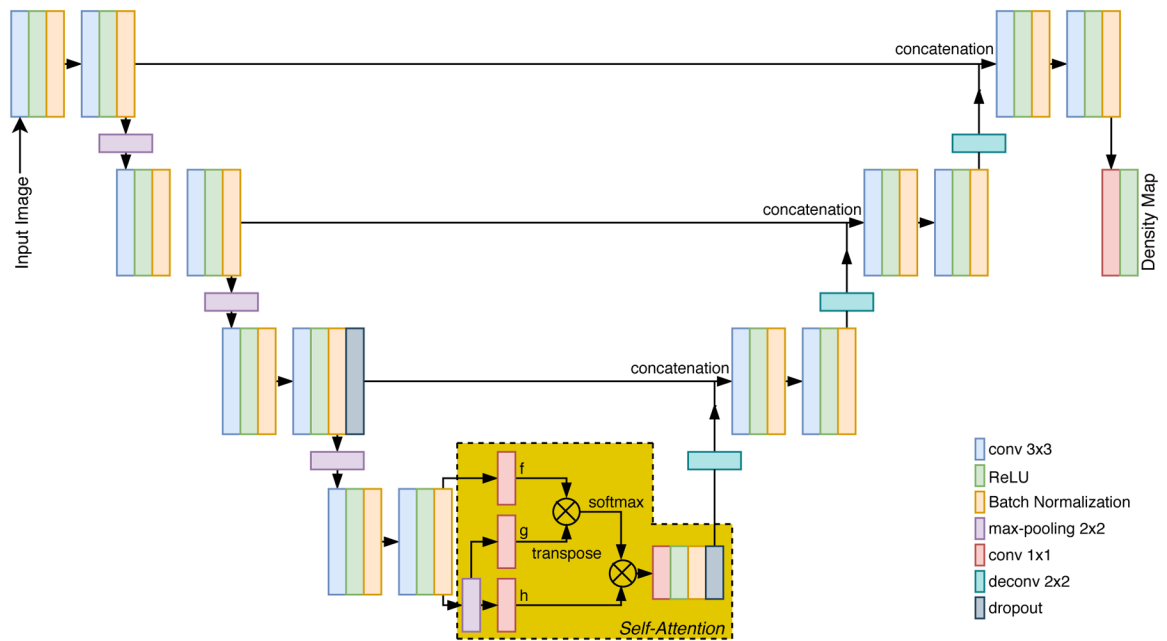 concatenation
Input Image
Density Map
concatenation
concatenation
f
softmax
g
transpose
h
Self-Attention
conv 3x3
ReLU
Batch Normalization
max-pooling 2x2
conv 1x1
deconv 2x2
dropout